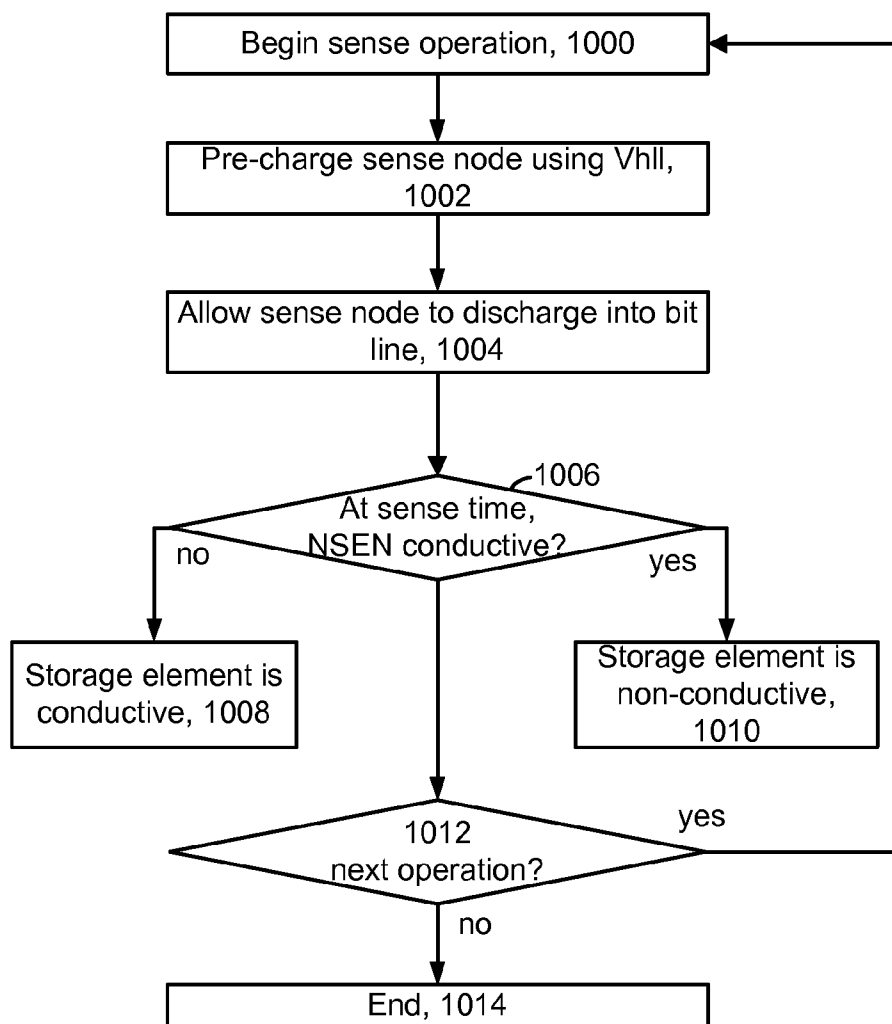 Begin sense operation, 1000
Pre-charge sense node using Vhll,
1002
Allow sense node to discharge into bit
line, 1004
1006
At sense time,
NSEN conductive?
no
yes
Storage element is
conductive, 1008
Storage element is
non-conductive,
1010
1012
next operation?
yes
no
End, 1014